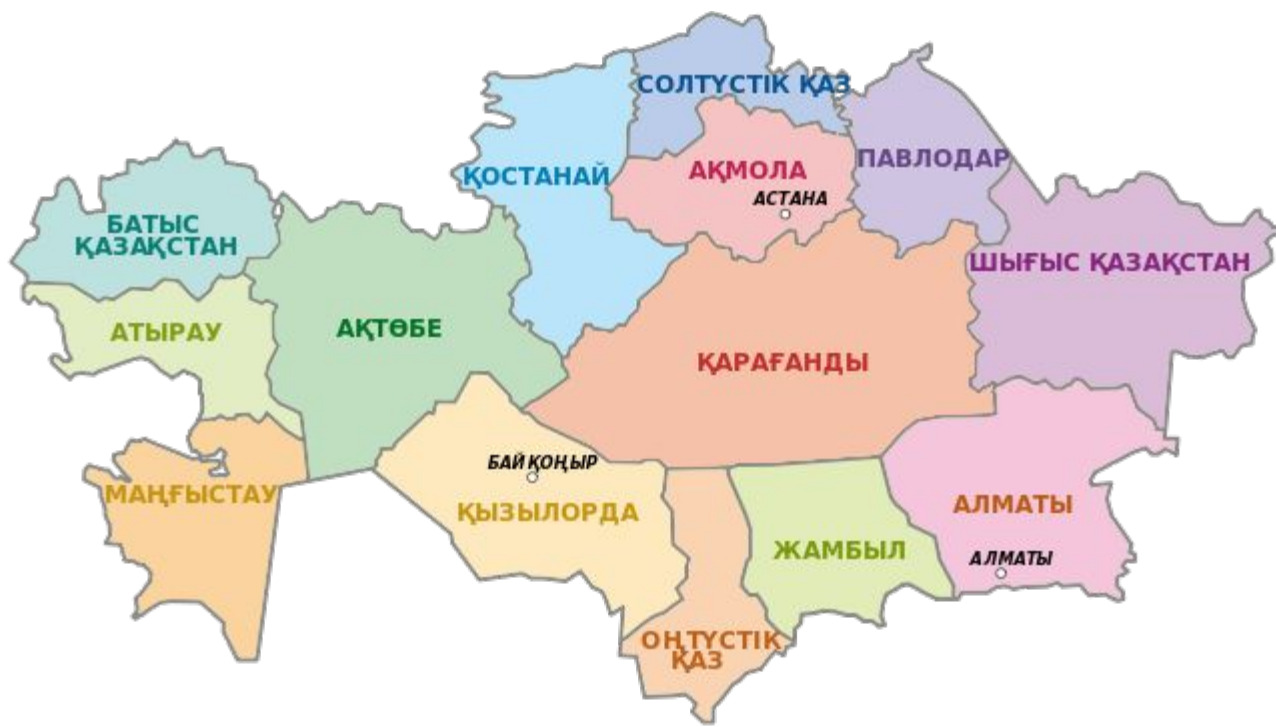 СОЛТҮСТІК ҚАЗ
ПАВЛОДАР
ҚОСТАНАЙ
АҚМОЛА
АСТАНА
БАТЫС
ҚАЗАҚСТАН
ШЫҒЫС ҚАЗАҚСТАН
АТЫРАУ
АҚТӨБЕ
ҚАРАҒАНДЫ
БАЙҚОҢЫР
МАҢҒЫСТАУ
ҚЫЗЫЛОРДА
АЛМАТЫ
ЖАМБЫЛ
АЛМАТЫ
ОҢТҮСТІК
ҚАЗ